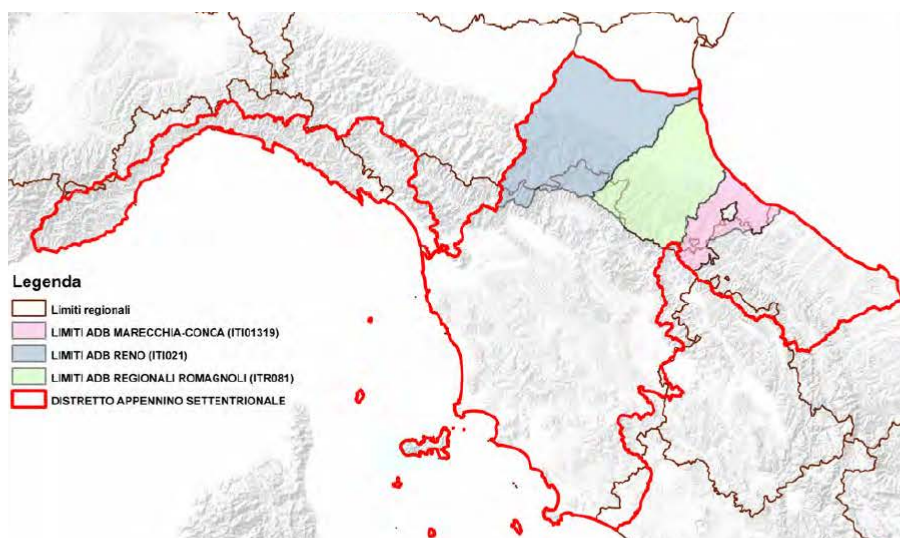 Legenda
Limiti regionali
LIMITI ADB MARECCHIA-CONCA (ITI01319)
LIMITI ADB RENO (ITI021)
LIMITI ADB REGIONALI ROMAGNOLI (ITR081)
DISTRETTO APPENNINO SETTENTRIONALE